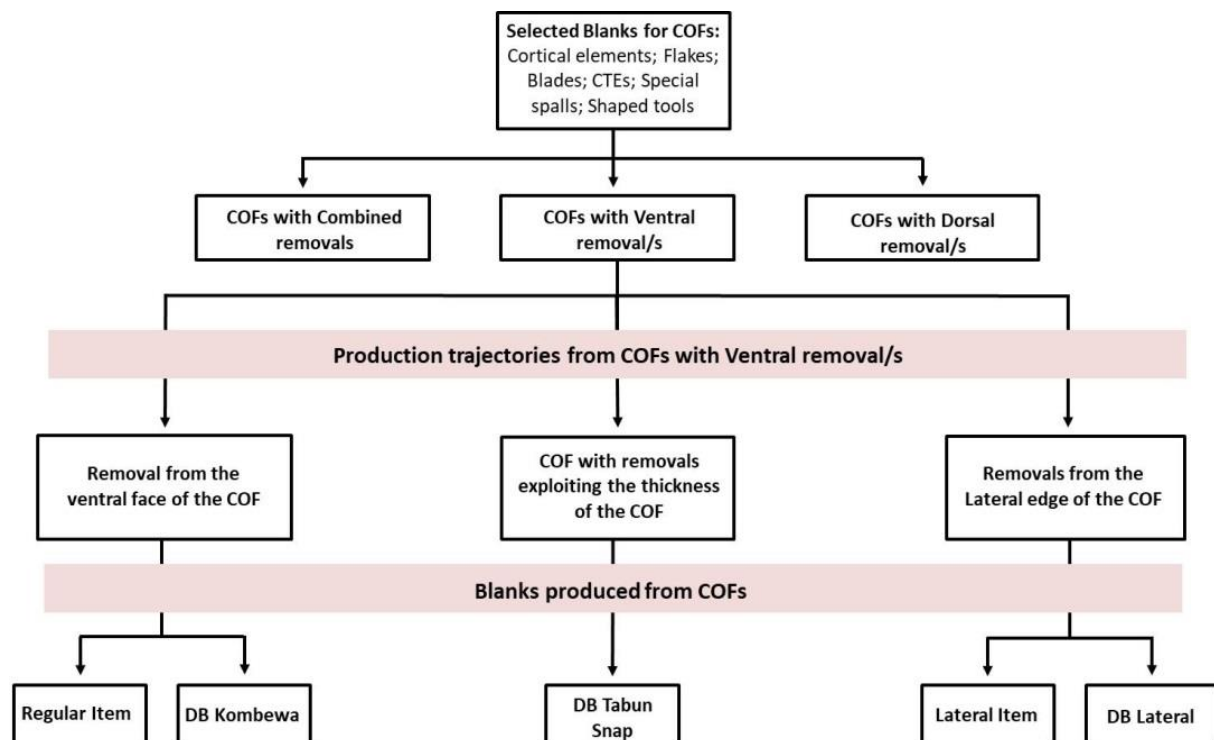 Selected Blanks for COFs:
Cortical elements; Flakes;
Blades; CTEs; Special
spalls; Shaped tools
COFs with Combined
removals
COFs with Ventral
removal/s
COFs with Dorsal
removal/s
Production trajectories from COFs with Ventral removal/s
Removal from the
ventral face of the COF
COF with removals
exploiting the thickness
of the COF
Removals from the
Lateral edge of the COF
Blanks produced from COFs
Regular Item
DB Kombewa
DB Tabun
Snap
Lateral Item
DB Lateral